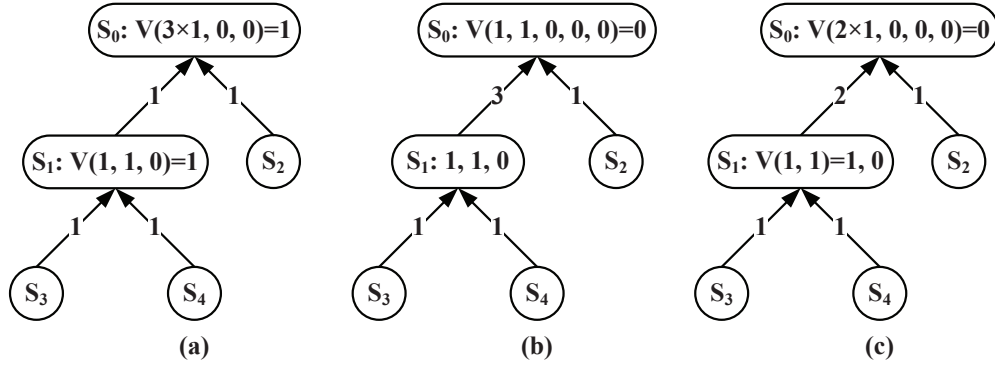 S₀: V(3×1, 0, 0)=1
1
1
S₁: V(1, 1, 0)=1
S₂
1
1
S₃
S₄
(a)
S₀: V(1, 1, 0, 0, 0)=0
3
1
S₁: 1, 1, 0
S₂
1
1
S₃
S₄
(b)
S₀: V(2×1, 0, 0, 0)=0
2
1
S₁: V(1, 1)=1, 0
S₂
1
1
S₃
S₄
(c)